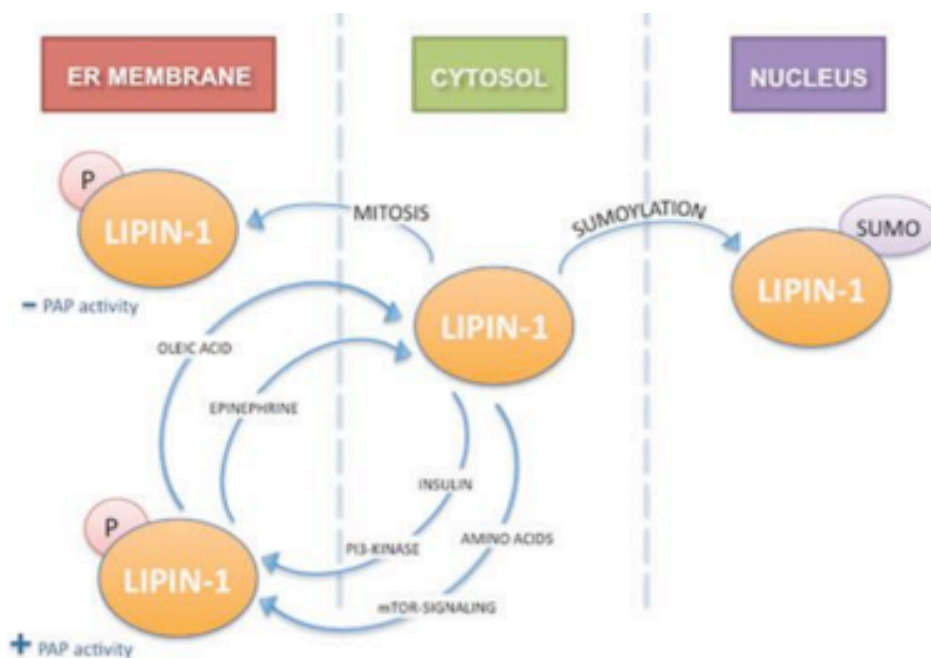 ER MEMBRANE
CYTOSOL
NUCLEUS
P
LIPIN-1
MITOSIS
SUMOYLATION
SUMO
LIPIN-1
− PAP activity
LIPIN-1
OLEIC ACID
EPINEPHRINE
INSULIN
P
PI3-KINASE
AMINO ACIDS
LIPIN-1
mTOR-SIGNALING
+ PAP activity